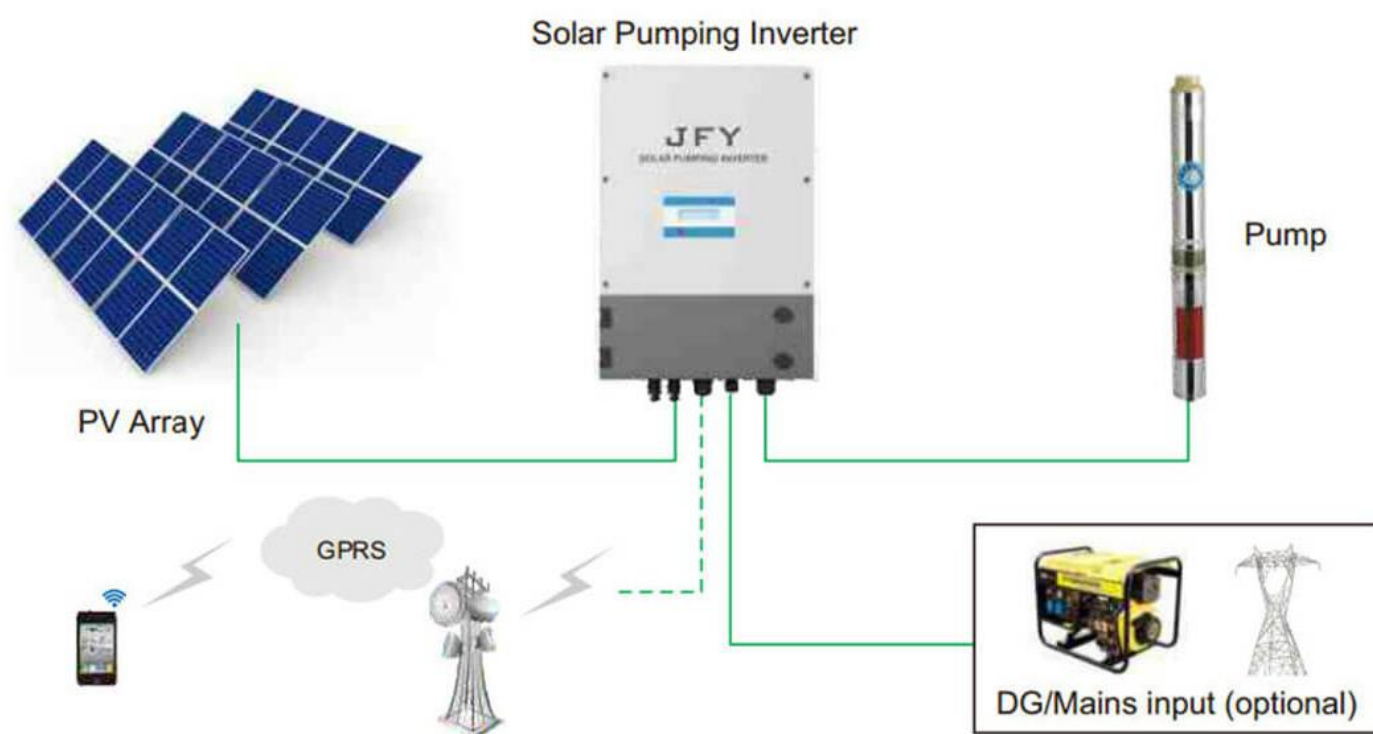 Solar Pumping Inverter
JFY
SOLAR PUMPING INVERTER
Pump
PV Array
GPRS
DG/Mains input (optional)